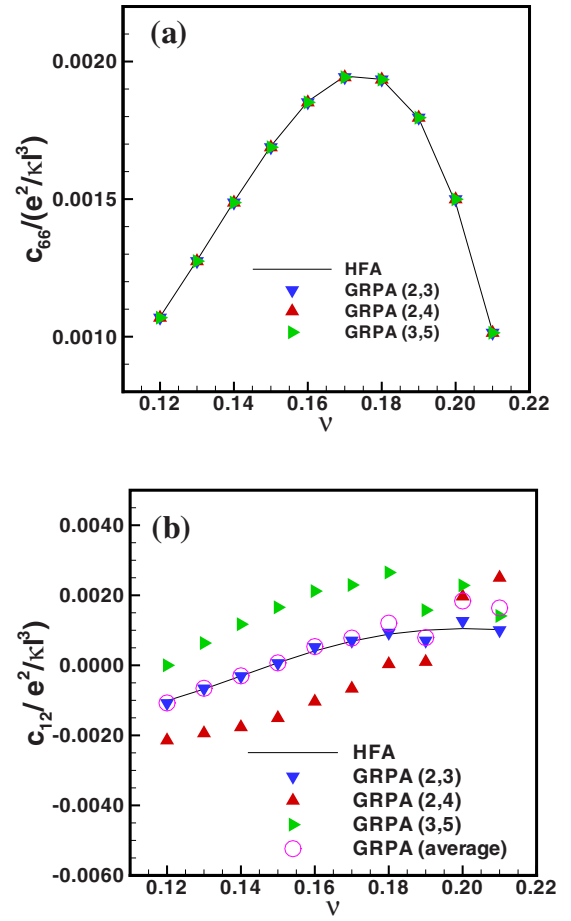 (a)
0.0020
0.0015
0.0010
c66/(e²/κl³)
HFA
GRPA (2,3)
GRPA (2,4)
GRPA (3,5)
0.12 0.14 0.16 0.18 0.20 0.22
ν
(b)
0.0040
0.0020
0.0000
-0.0020
-0.0040
-0.0060
c12/ e²/κl³)
HFA
GRPA (2,3)
GRPA (2,4)
GRPA (3,5)
GRPA (average)
0.12 0.14 0.16 0.18 0.20 0.22
ν